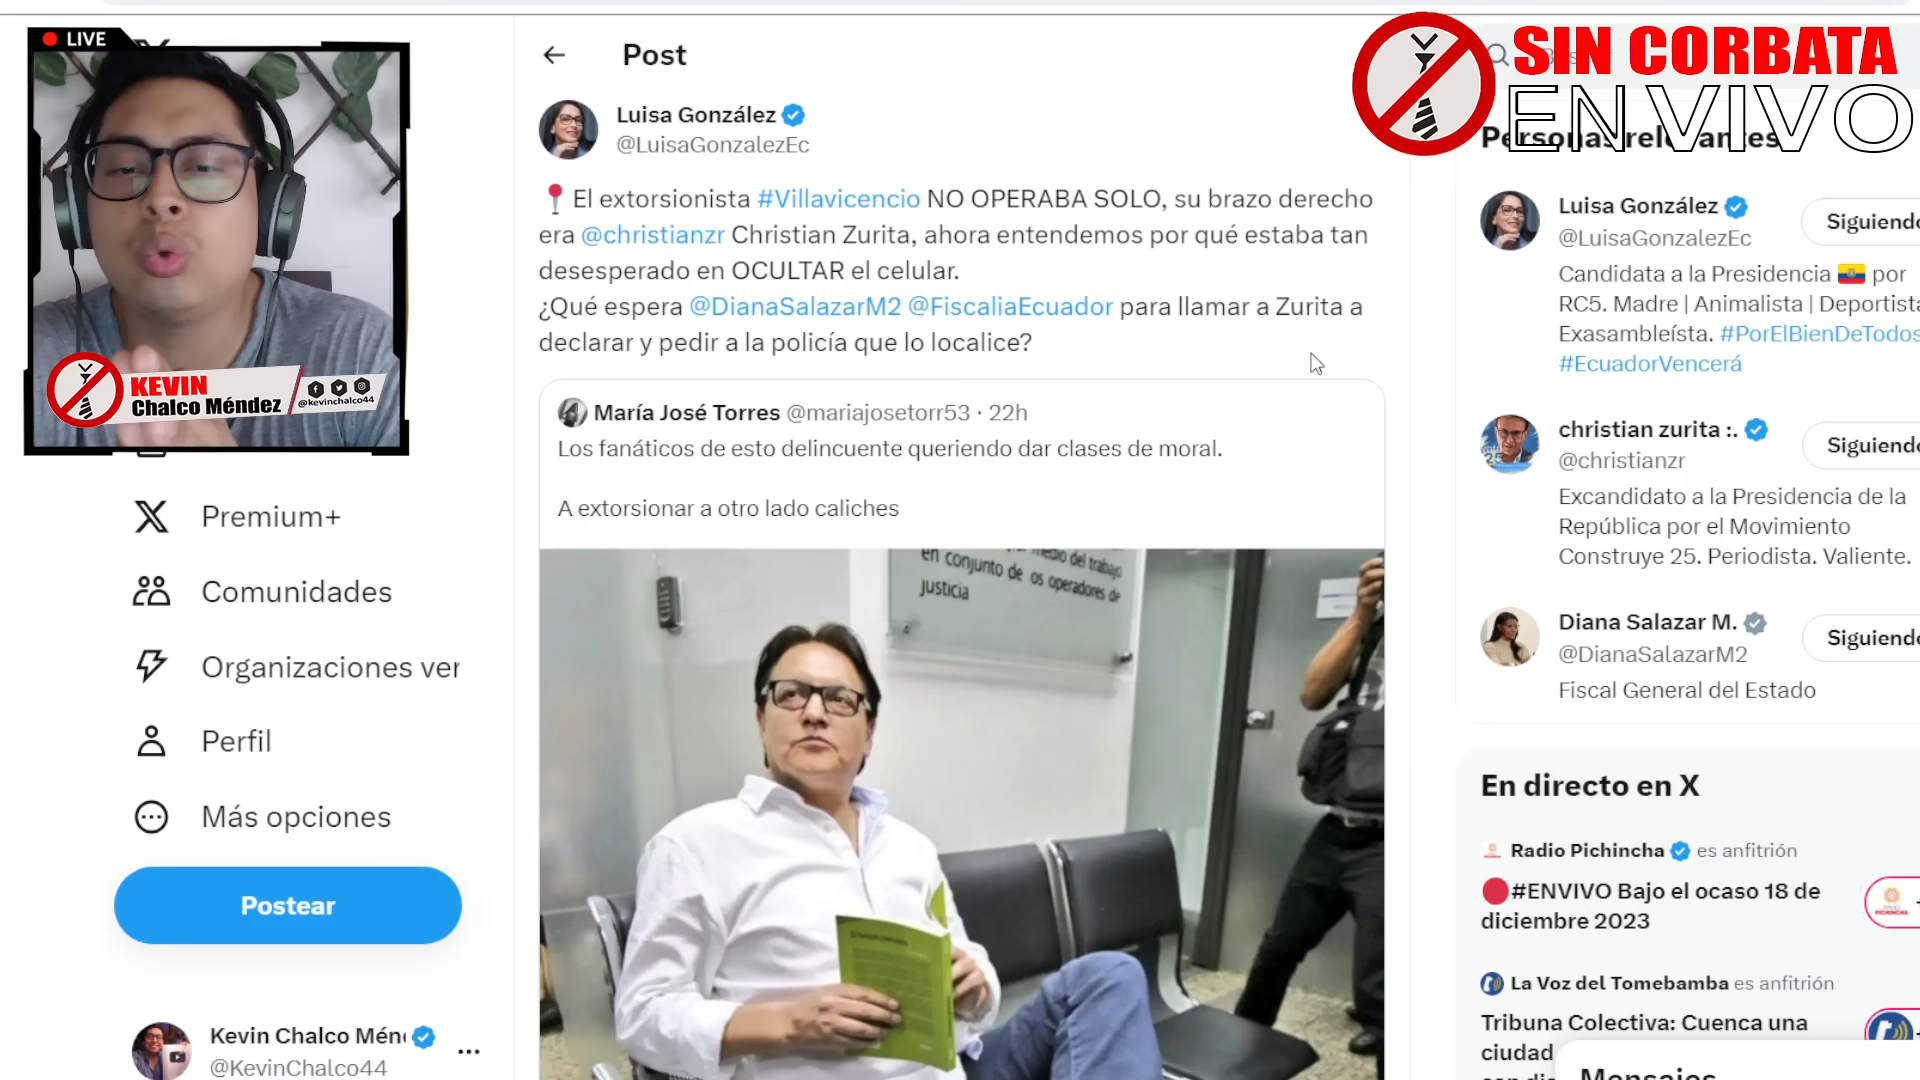 LIVE
KEVIN
Chalco Méndez
@kevinchalco44
Premium+
Comunidades
Organizaciones ver
Perfil
Más opciones
Postear
Kevin Chalco Mén
@KevinChalco44
Post
Luisa González
@LuisaGonzalezEc
El extorsionista #Villavicencio NO OPERABA SOLO, su brazo derecho
era @christianzr Christian Zurita, ahora entendemos por qué estaba tan
desesperado en OCULTAR el celular.
¿Qué espera @DianaSalazarM2 @FiscaliaEcuador para llamar a Zurita a
declarar y pedir a la policía que lo localice?
María José Torres @mariajosetorr53 · 22h
Los fanáticos de esto delincuente queriendo dar clases de moral.
A extorsionar a otro lado caliches
medio del trabajo
en conjunto de os operadores de
justicia
SIN CORBATA
EN VIVO
Personas relevantes
Luisa González
@LuisaGonzalezEc
Siguiendo
Candidata a la Presidencia por
RC5. Madre | Animalista | Deportista
Exasambleísta. #PorElBienDeTodos
#EcuadorVencerá
christian zurita :.
@christianzr
Siguiendo
Excandidato a la Presidencia de la
República por el Movimiento
Construye 25. Periodista. Valiente.
Diana Salazar M.
@DianaSalazarM2
Siguiendo
Fiscal General del Estado
En directo en X
Radio Pichincha es anfitrión
#ENVIVO Bajo el ocaso 18 de
diciembre 2023
La Voz del Tomebamba es anfitrión
Tribuna Colectiva: Cuenca una
ciudad
Mensajes